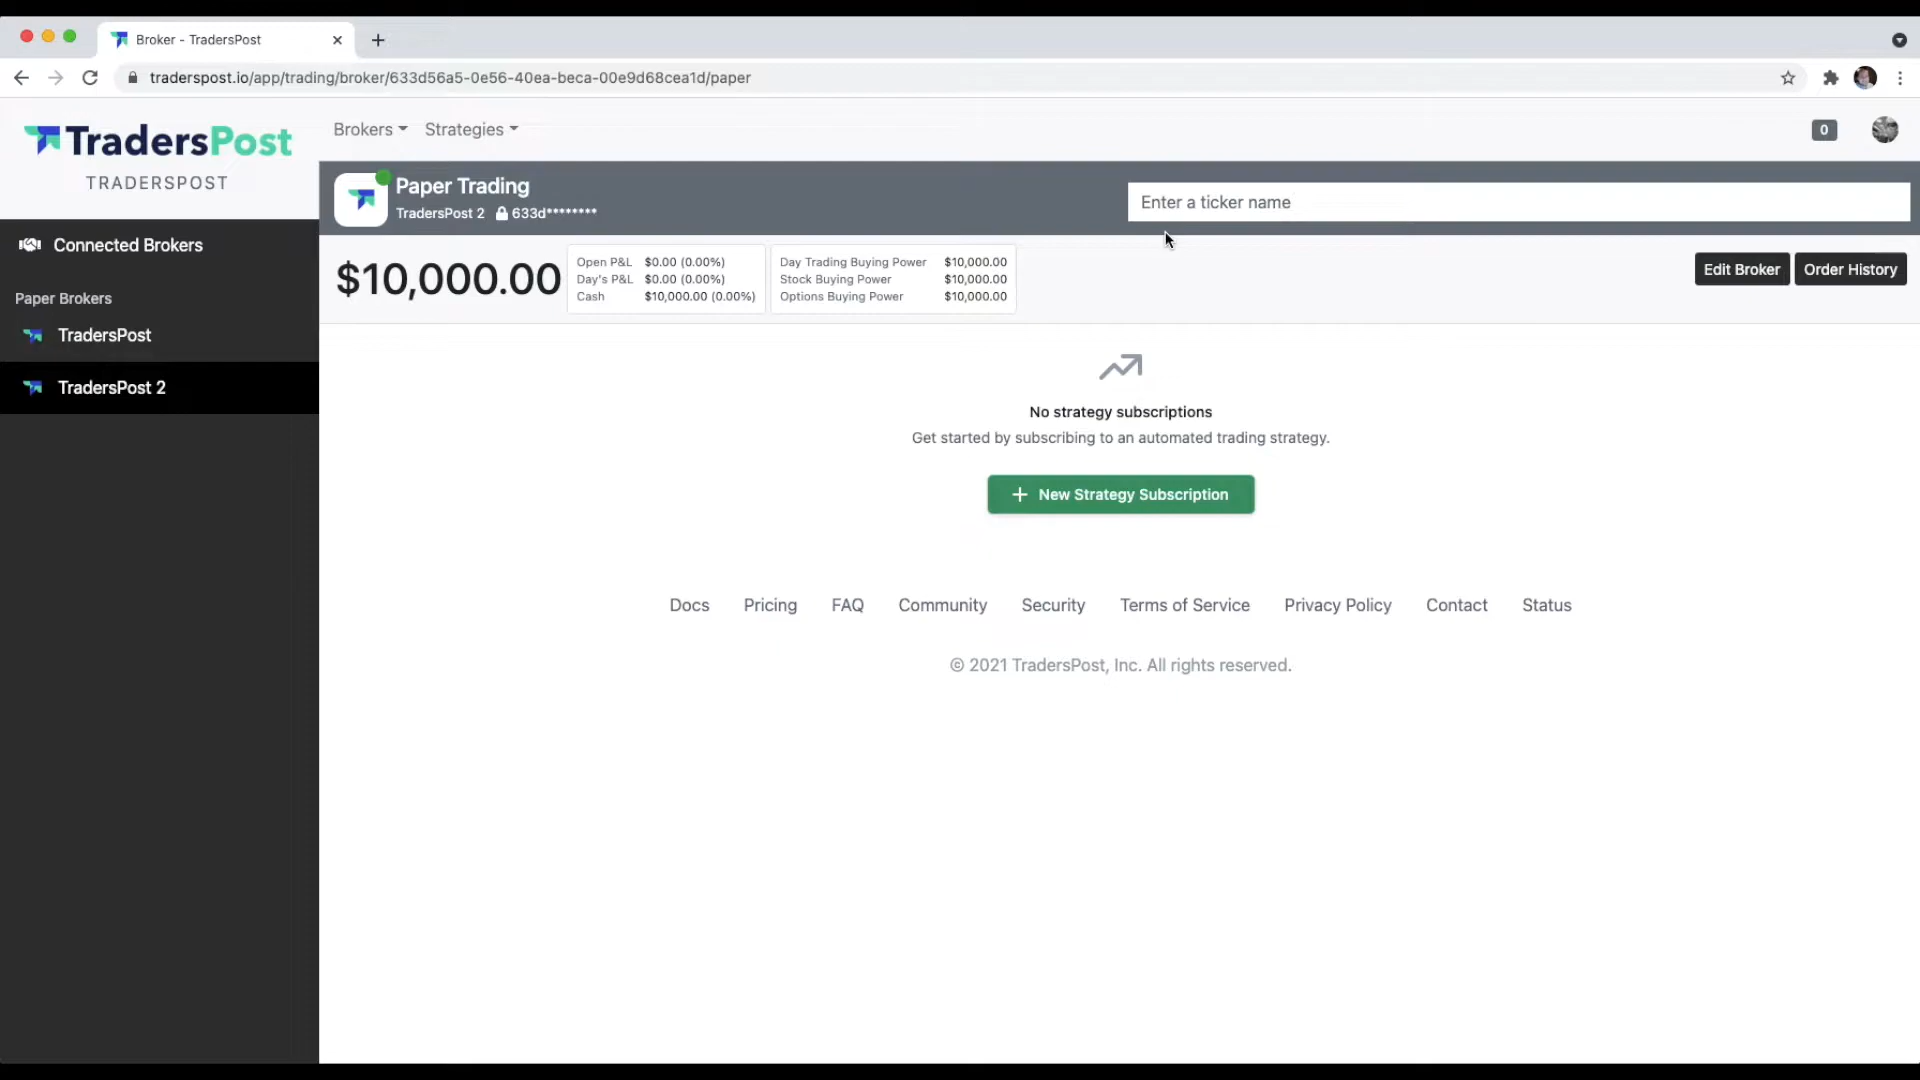 Broker - TradersPost
traderspost.io/app/trading/broker/633d56a5-0e56-40ea-beca-00e9d68cea1d/paper
TradersPost
TRADERSPOST
Brokers
Strategies
0
Paper Trading
TradersPost 2 633d********
Enter a ticker name
Connected Brokers
Paper Brokers
TradersPost
TradersPost 2
$10,000.00
Open P&L $0.00 (0.00%)
Day's P&L $0.00 (0.00%)
Cash $10,000.00 (0.00%)
Day Trading Buying Power $10,000.00
Stock Buying Power $10,000.00
Options Buying Power $10,000.00
Edit Broker
Order History
No strategy subscriptions
Get started by subscribing to an automated trading strategy.
+ New Strategy Subscription
Docs Pricing FAQ Community Security Terms of Service Privacy Policy Contact Status
© 2021 TradersPost, Inc. All rights reserved.